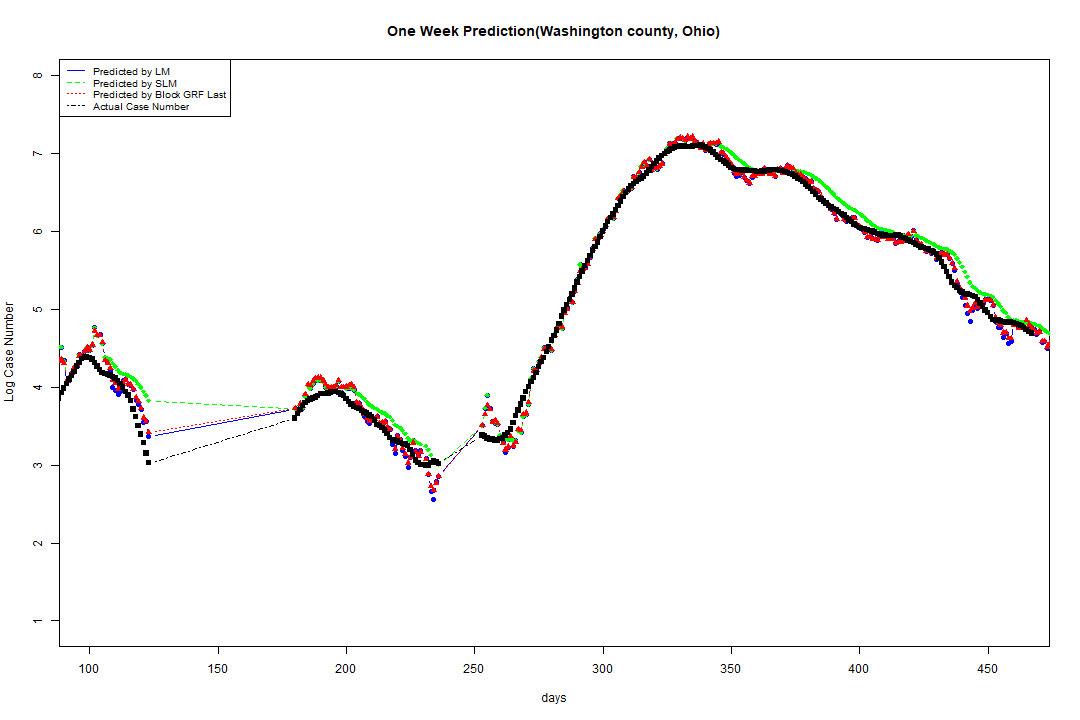 One Week Prediction(Washington county, Ohio)
Predicted by LM
Predicted by SLM
Predicted by Block GRF Last
Actual Case Number
8
7
6
5
4
3
2
1
Log Case Number
100 150 200 250 300 350 400 450
days